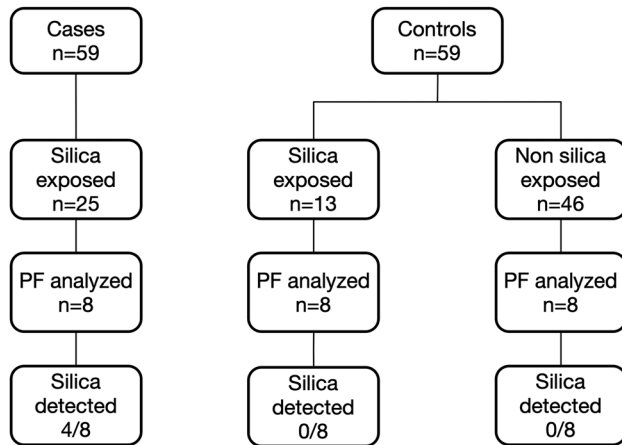 Cases
n=59
Controls
n=59
Silica
exposed
n=25
Silica
exposed
n=13
Non silica
exposed
n=46
PF analyzed
n=8
PF analyzed
n=8
PF analyzed
n=8
Silica
detected
4/8
Silica
detected
0/8
Silica
detected
0/8